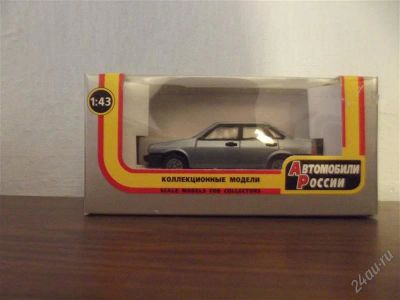 1:43
АВТОМОБИЛИ
РОССИИ
КОЛЛЕКЦИОННЫЕ МОДЕЛИ
SCALE MODELS FOR COLLECTORS
24au.ru